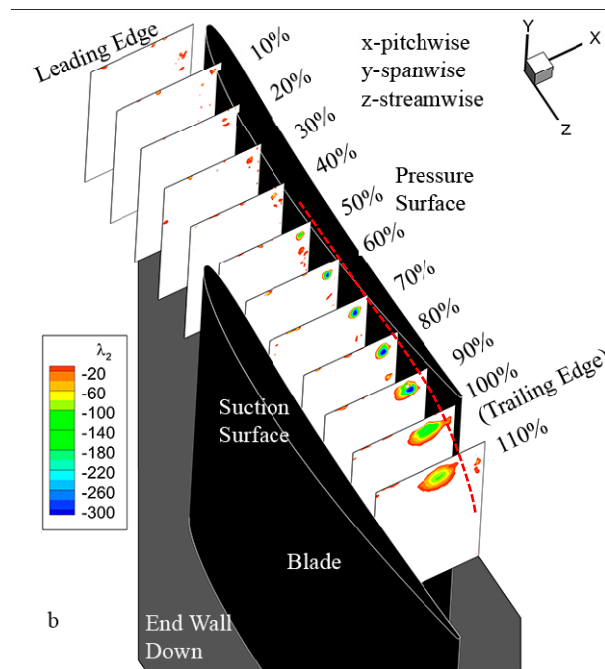 Leading Edge
10%
20%
30%
40%
50%
60%
70%
80%
90%
100%
(Trailing Edge)
110%
x-pitchwise
y-spanwise
z-streamwise
Y
X
Z
Pressure
Surface
λ2
-20
-60
-100
-140
-180
-220
-260
-300
Suction
Surface
Blade
b
End Wall
Down